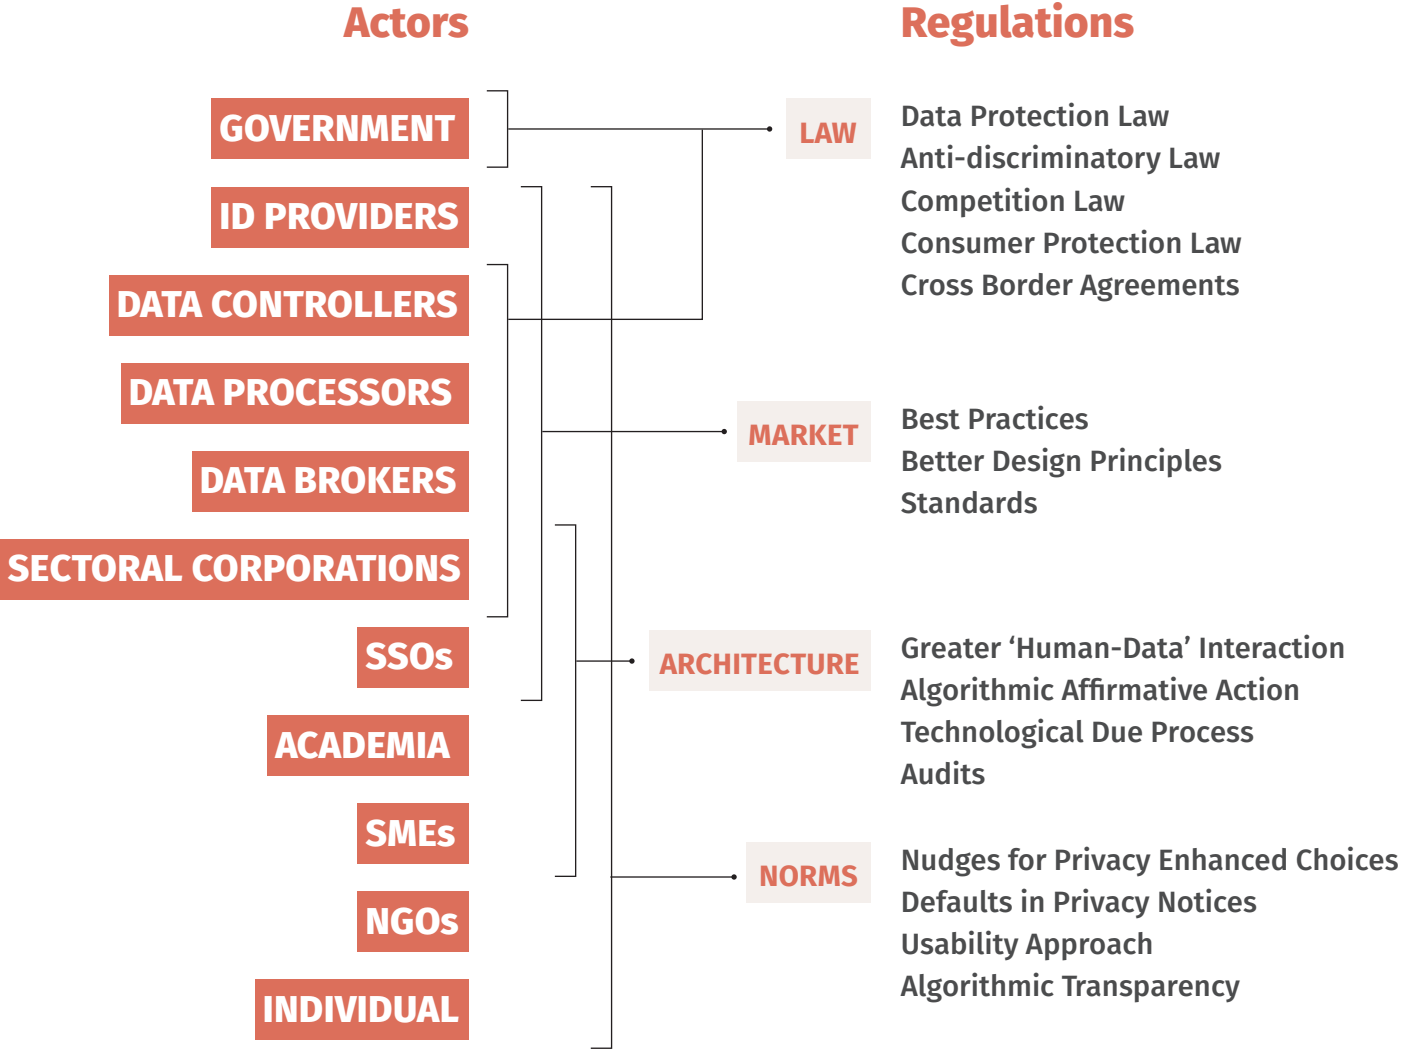 Actors
Regulations
GOVERNMENT
ID PROVIDERS
DATA CONTROLLERS
DATA PROCESSORS
DATA BROKERS
SECTORAL CORPORATIONS
SSOs
ACADEMIA
SMEs
NGOs
INDIVIDUAL
LAW
Data Protection Law
Anti-discriminatory Law
Competition Law
Consumer Protection Law
Cross Border Agreements
MARKET
Best Practices
Better Design Principles
Standards
ARCHITECTURE
Greater ‘Human-Data’ Interaction
Algorithmic Affirmative Action
Technological Due Process
Audits
NORMS
Nudges for Privacy Enhanced Choices
Defaults in Privacy Notices
Usability Approach
Algorithmic Transparency